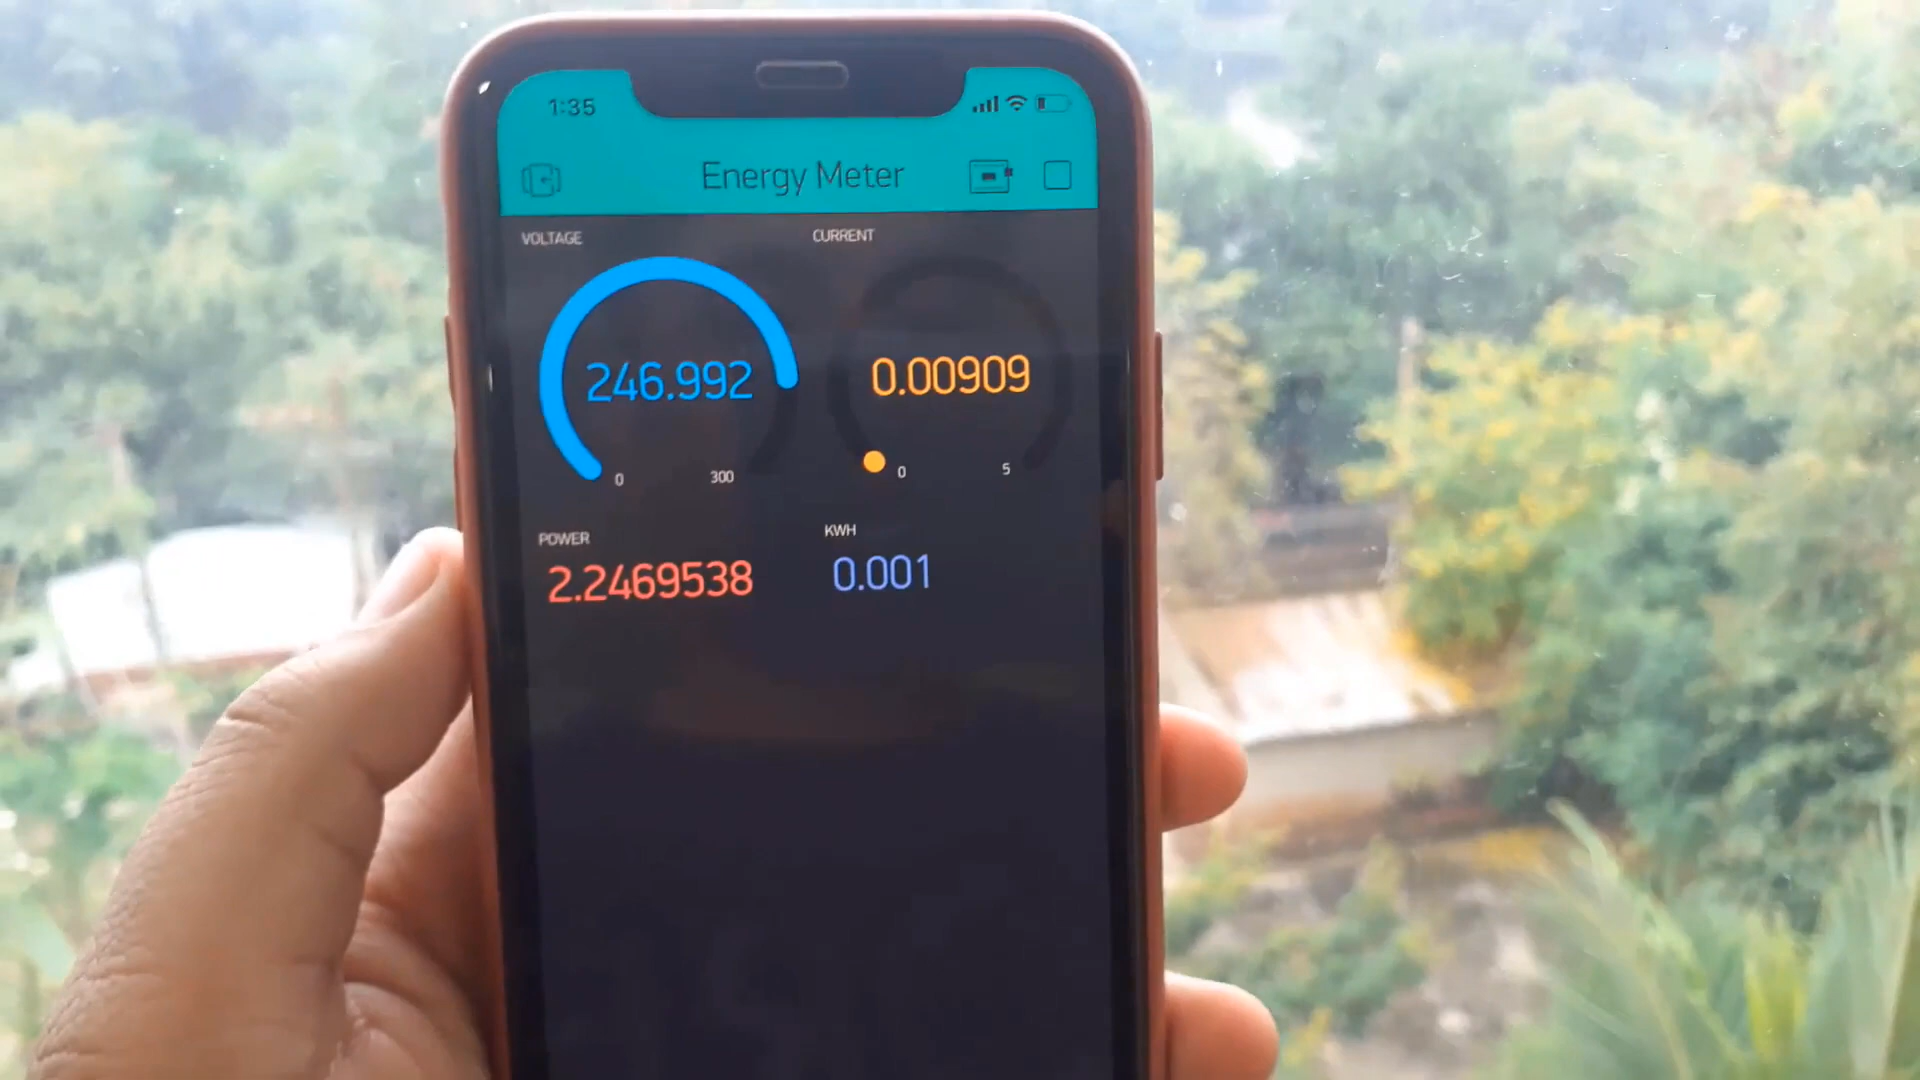 1:35
Energy Meter
VOLTAGE
CURRENT
246.992
0.00909
0
300
0
5
POWER
KWH
2.2469538
0.001